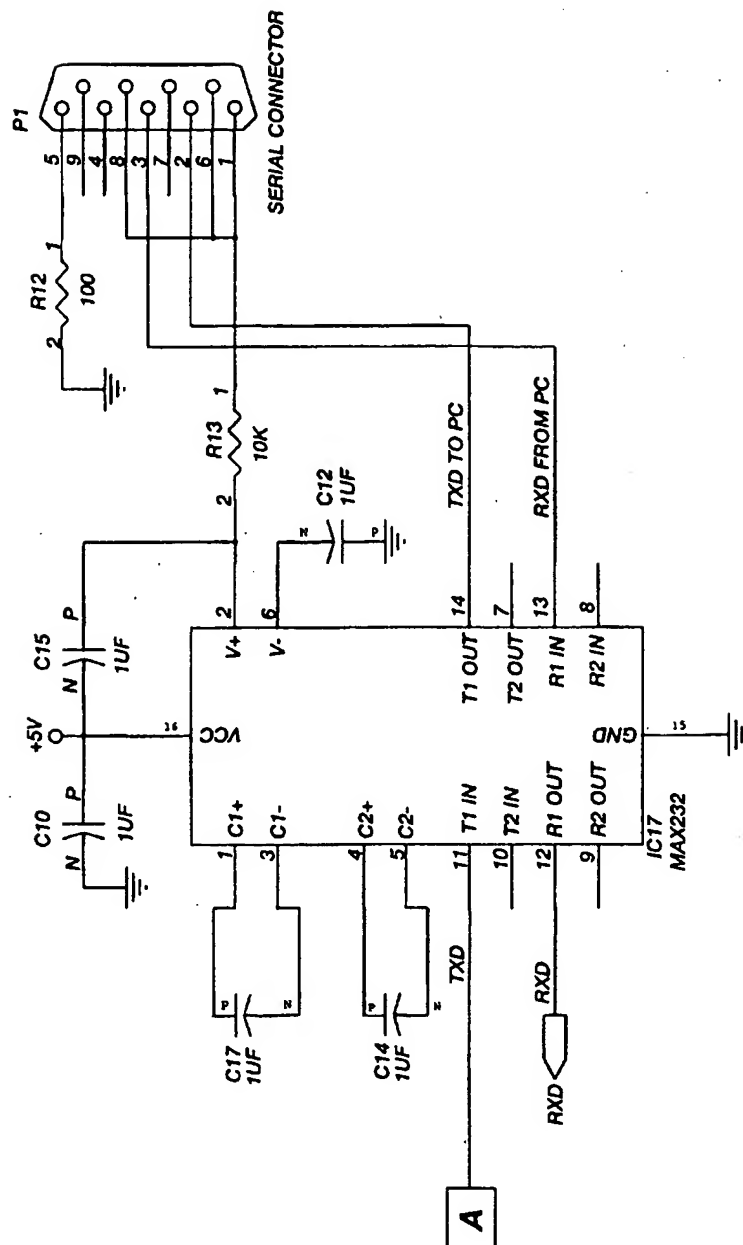 P1
SERIAL CONNECTOR
5
9
4
8
3
7
2
6
1
1
R12
100
2
1
R13
10K
2
C12
1UF
N
P
TXD TO PC
RXD FROM PC
P
C15
1UF
N
+5V
P
C10
1UF
N
2
V+
6
V-
14
T1 OUT
7
T2 OUT
13
R1 IN
8
R2 IN
16
VCC
GND
15
1
C1+
3
C1-
4
C2+
5
C2-
11
T1 IN
10
T2 IN
12
R1 OUT
9
R2 OUT
IC17
MAX232
P
N
C17
1UF
P
N
C14
1UF
TXD
RXD
RXD
A